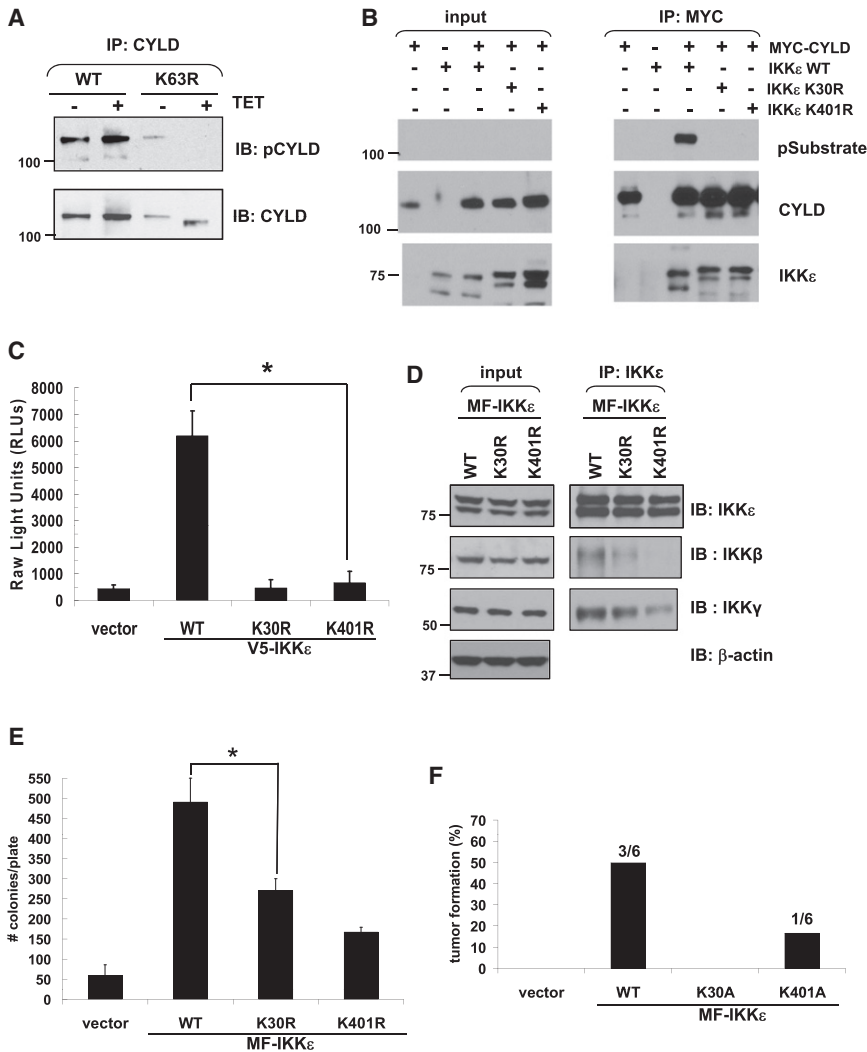 A
IP: CYLD
WT K63R
- + - + TET
IB: pCYLD
100
IB: CYLD
100
B
input IP: MYC
+ - + + + + - + + + MYC-CYLD
- + + - - - + + - - IKKε WT
- - - + - - - - + - IKKε K30R
- - - - + - - - - + IKKε K401R
100 pSubstrate
CYLD
100
75 IKKε
C
Raw Light Units (RLUs)
8000
7000
6000
5000
4000
3000
2000
1000
0
*
vector WT K30R K401R
V5-IKKε
D
input IP: IKKε
MF-IKKε MF-IKKε
WT K30R K401R WT K30R K401R
75 IB: IKKε
75 IB : IKKβ
50 IB : IKKγ
37 IB: β-actin
E
# colonies/plate
550
500
450
400
350
300
250
200
150
100
50
0
*
vector WT K30R K401R
MF-IKKε
F
tumor formation (%)
70
60
50
40
30
20
10
0
3/6
1/6
vector WT K30A K401A
MF-IKKε